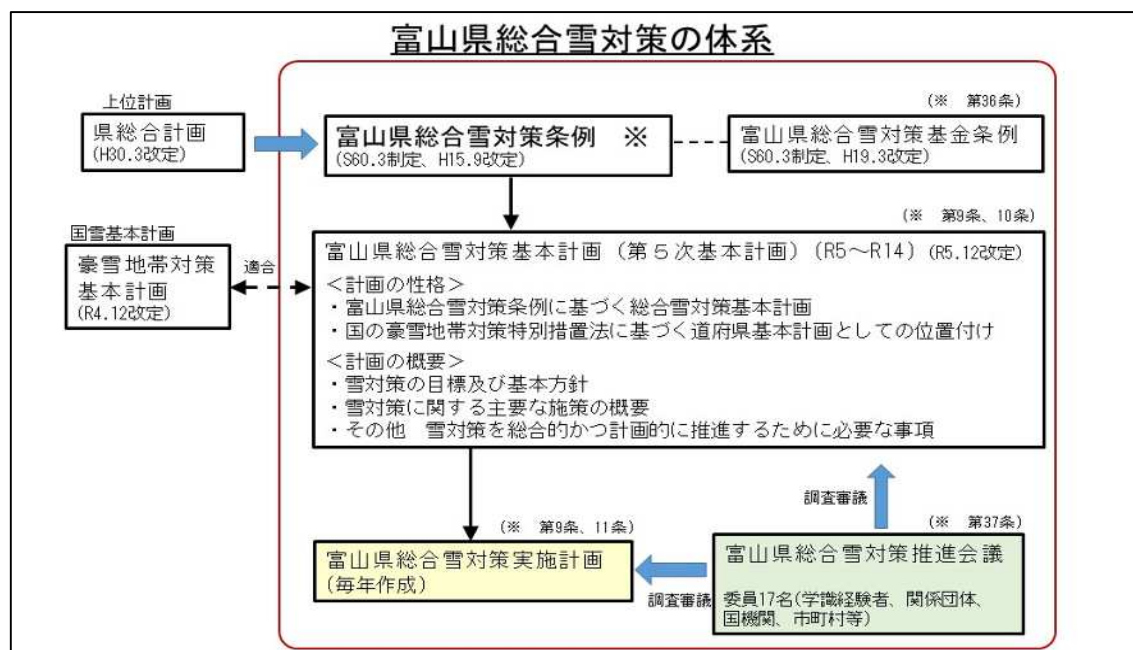 富山県総合雪対策の体系
上位計画
県総合計画
(H30.3改定)
富山県総合雪対策条例　※
(S60.3制定、H15.9改定)
(※　第36条)
富山県総合雪対策基金条例
(S60.3制定、H19.3改定)
(※　第9条、10条)
国雪基本計画
豪雪地帯対策
基本計画
(R4.12改定)
適合
富山県総合雪対策基本計画（第５次基本計画）(R5～R14) (R5.12改定)
＜計画の性格＞
・富山県総合雪対策条例に基づく総合雪対策基本計画
・国の豪雪地帯対策特別措置法に基づく道府県基本計画としての位置付け
＜計画の概要＞
・雪対策の目標及び基本方針
・雪対策に関する主要な施策の概要
・その他　雪対策を総合的かつ計画的に推進するために必要な事項
調査審議
(※　第9条、11条)
富山県総合雪対策実施計画
(毎年作成)
調査審議
(※　第37条)
富山県総合雪対策推進会議
委員17名(学識経験者、関係団体、
国機関、市町村等)